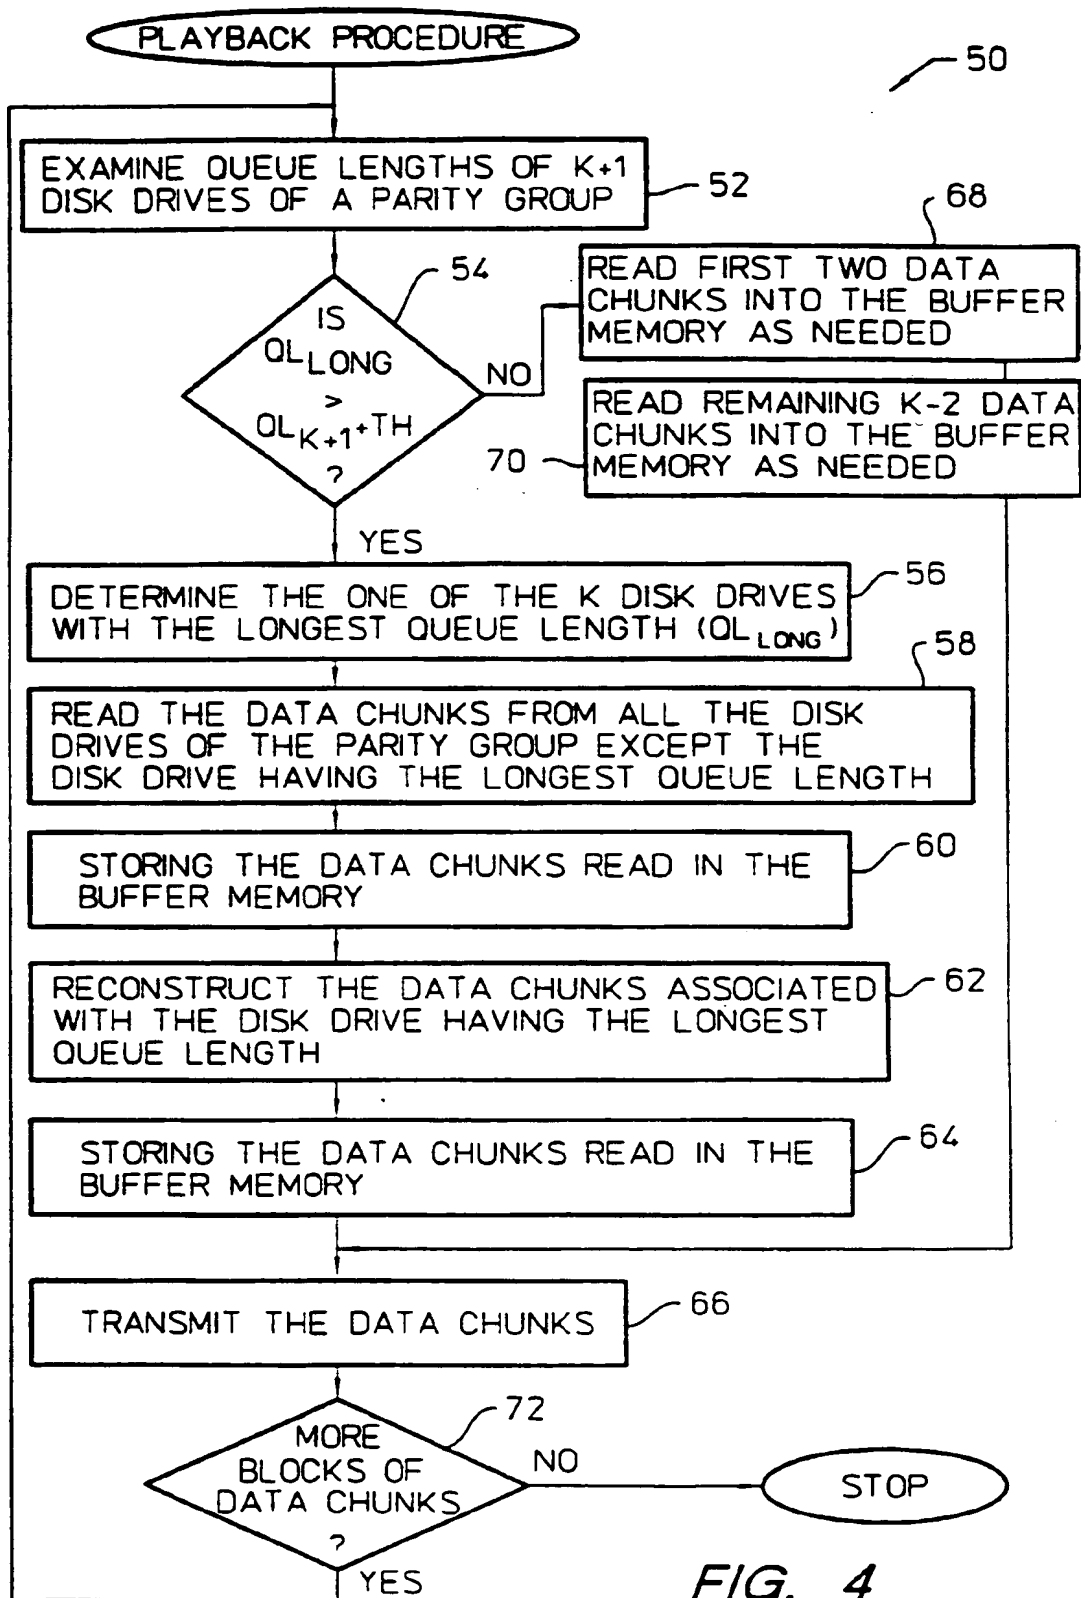 PLAYBACK PROCEDURE
50
EXAMINE QUEUE LENGTHS OF K+1
DISK DRIVES OF A PARITY GROUP
52
54
IS
QL LONG
>
QL K+1 + TH
?
NO
68
READ FIRST TWO DATA
CHUNKS INTO THE BUFFER
MEMORY AS NEEDED
READ REMAINING K-2 DATA
CHUNKS INTO THE BUFFER
MEMORY AS NEEDED
70
YES
DETERMINE THE ONE OF THE K DISK DRIVES
WITH THE LONGEST QUEUE LENGTH (QL LONG)
56
58
READ THE DATA CHUNKS FROM ALL THE DISK
DRIVES OF THE PARITY GROUP EXCEPT THE
DISK DRIVE HAVING THE LONGEST QUEUE LENGTH
STORING THE DATA CHUNKS READ IN THE
BUFFER MEMORY
60
RECONSTRUCT THE DATA CHUNKS ASSOCIATED
WITH THE DISK DRIVE HAVING THE LONGEST
QUEUE LENGTH
62
STORING THE DATA CHUNKS READ IN THE
BUFFER MEMORY
64
TRANSMIT THE DATA CHUNKS
66
72
MORE
BLOCKS OF
DATA CHUNKS
?
NO
STOP
YES
FIG. 4